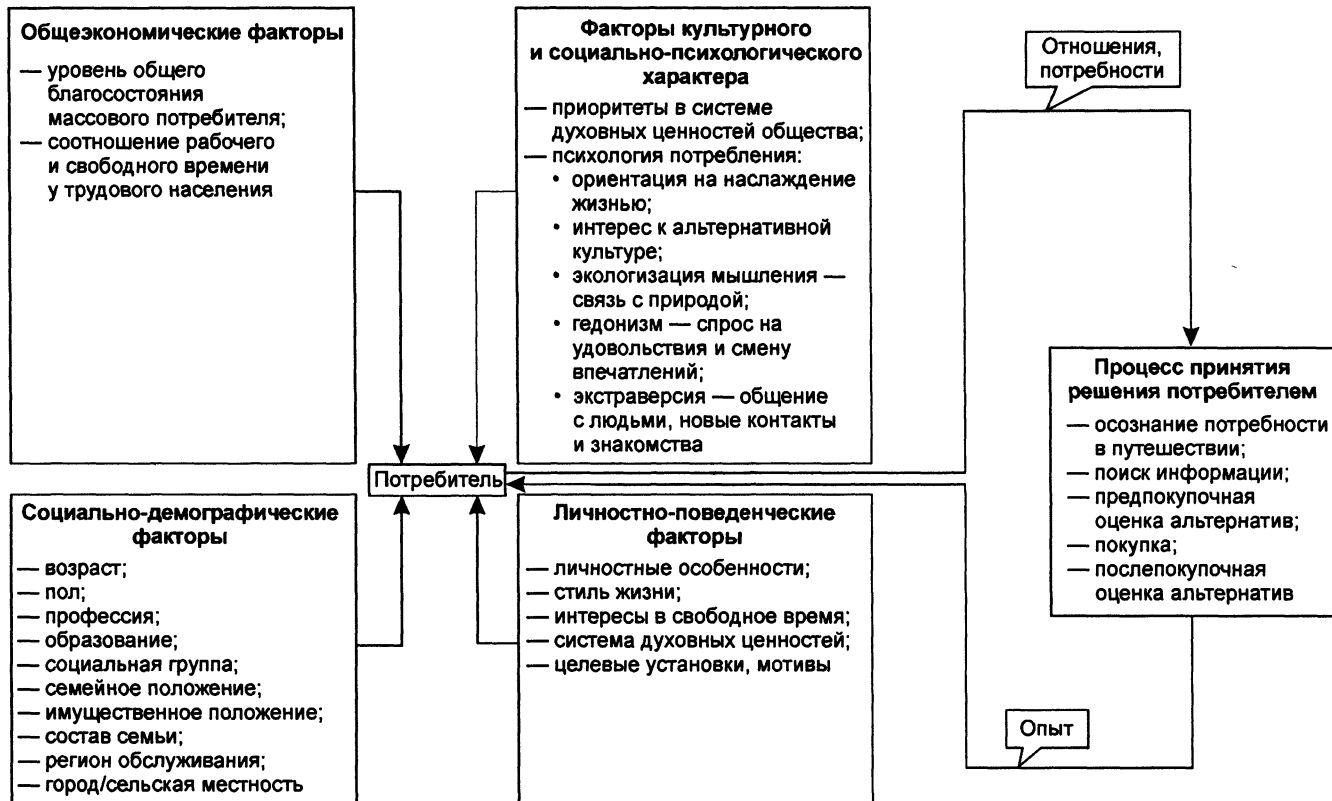 Общеэкономические факторы
— уровень общего
благосостояния
массового потребителя;
— соотношение рабочего
и свободного времени
у трудового населения
Факторы культурного
и социально-психологического
характера
— приоритеты в системе
духовных ценностей общества;
— психология потребления:
• ориентация на наслаждение
жизнью;
• интерес к альтернативной
культуре;
• экологизация мышления —
связь с природой;
• гедонизм — спрос на
удовольствия и смену
впечатлений;
• экстраверсия — общение
с людьми, новые контакты
и знакомства
Отношения,
потребности
Процесс принятия
решения потребителем
— осознание потребности
в путешествии;
— поиск информации;
— предпокупочная
оценка альтернатив;
— покупка;
— послепокупочная
оценка альтернатив
Потребитель
Социально-демографические
факторы
— возраст;
— пол;
— профессия;
— образование;
— социальная группа;
— семейное положение;
— имущественное положение;
— состав семьи;
— регион обслуживания;
— город/сельская местность
Личностно-поведенческие
факторы
— личностные особенности;
— стиль жизни;
— интересы в свободное время;
— система духовных ценностей;
— целевые установки, мотивы
Опыт